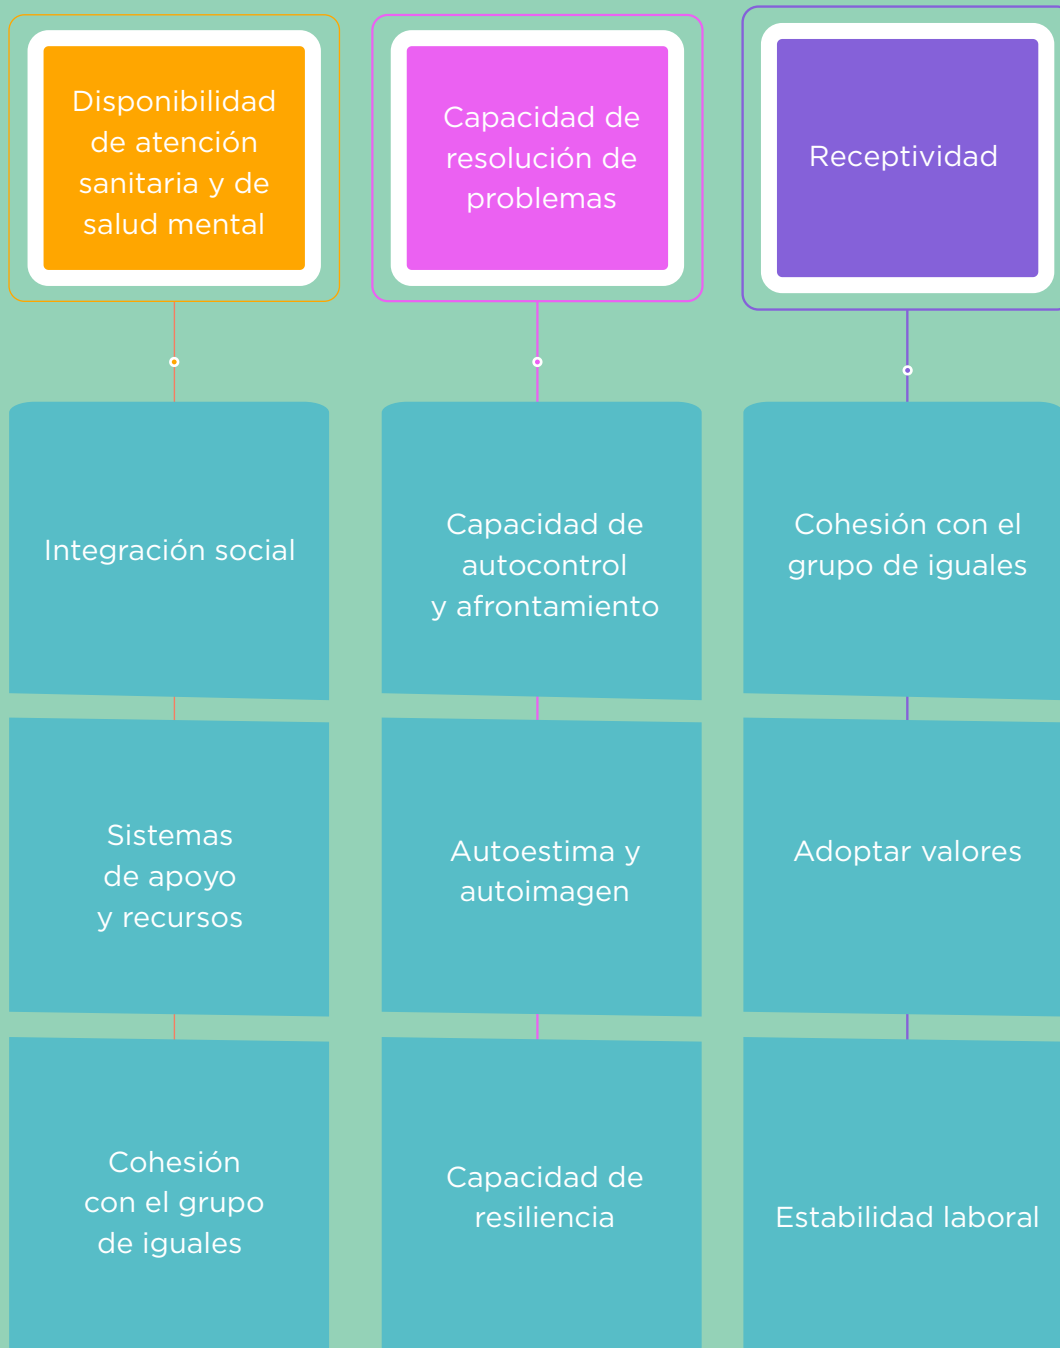 Disponibilidad
de atención
sanitaria y de
salud mental
Capacidad de
resolución de
problemas
Receptividad
Integración social
Capacidad de
autocontrol
y afrontamiento
Cohesión con el
grupo de iguales
Sistemas
de apoyo
y recursos
Autoestima y
autoimagen
Adoptar valores
Cohesión
con el grupo
de iguales
Capacidad de
resiliencia
Estabilidad laboral